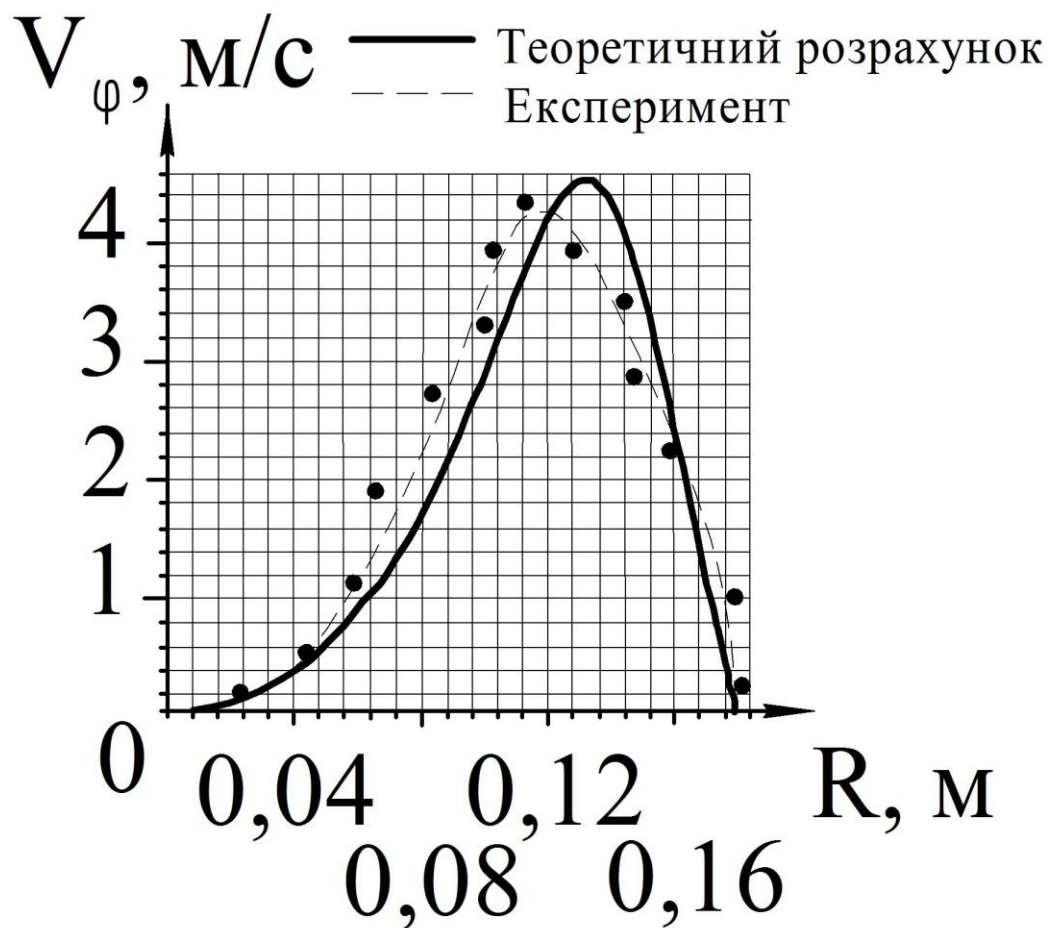 V_φ, м/с
Теоретичний розрахунок
Експеримент
4
3
2
1
0
0,04
0,12
R, м
0,08
0,16